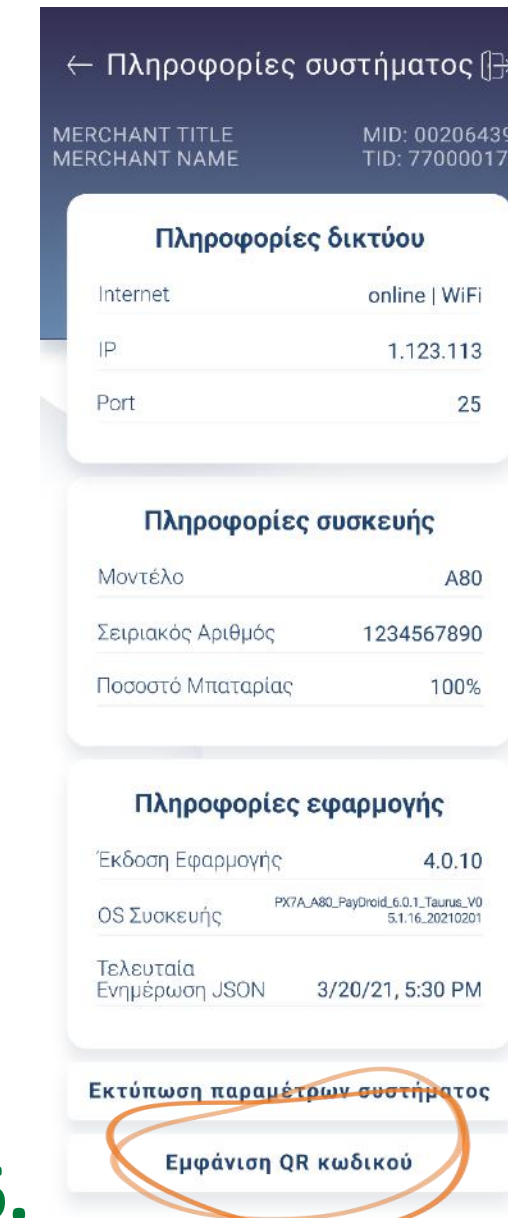 ← Πληροφορίες συστήματος
MERCHANT TITLE MID: 00206439
MERCHANT NAME TID: 77000017
Πληροφορίες δικτύου
Internet online | WiFi
IP 1.123.113
Port 25
Πληροφορίες συσκευής
Μοντέλο A80
Σειριακός Αριθμός 1234567890
Ποσοστό Μπαταρίας 100%
Πληροφορίες εφαρμογής
Έκδοση Εφαρμογής 4.0.10
OS Συσκευής PX7A_A80_PayDroid_6.0.1_Taurus_V0
5.1.16_20210201
Τελευταία
Ενημέρωση JSON 3/20/21, 5:30 PM
Εκτύπωση παραμέτρων συστήματος
Εμφάνιση QR κωδικού